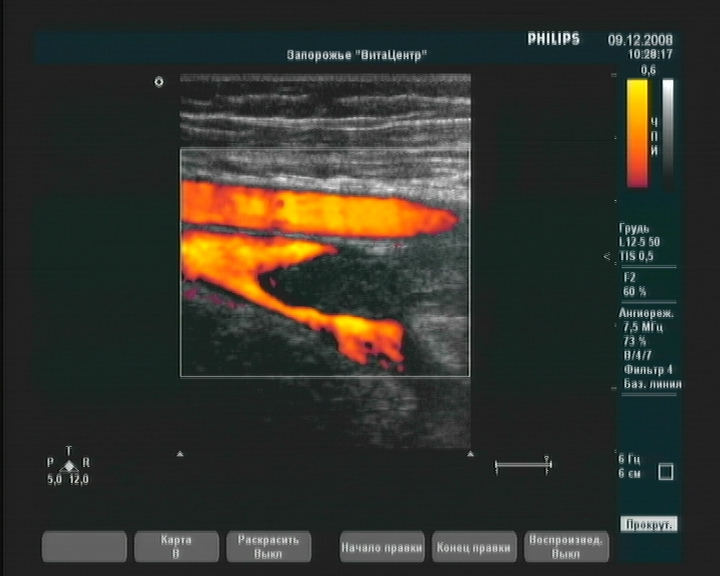 PHILIPS
09.12.2008
Запорожье "ВитаЦентр"
10:28:17
0,6
Ч
П
И
Грудь
L12-5 50
TIS 0,5
F2
60 %
Ангиореж.
7,5 МГц
73 %
В/4/7
Фильтр 4
Баз. линия
T
P R
5,0 12,0
6 Гц
6 см
Прокрут.
Карта
В
Раскрасить
Выкл
Начало правки
Конец правки
Воспроизвед.
Выкл